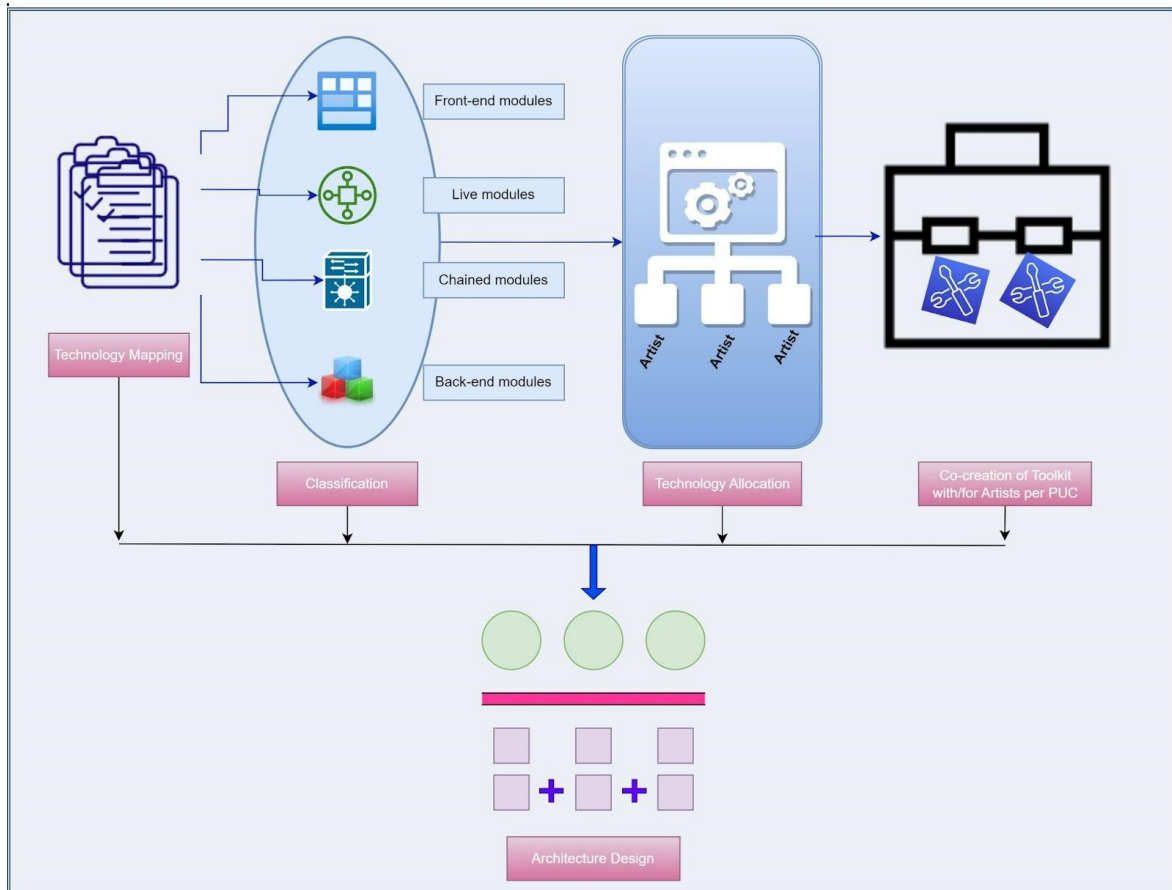 Front-end modules
Live modules
Chained modules
Back-end modules
Artist
Artist
Artist
Technology Mapping
Classification
Technology Allocation
Co-creation of Toolkit
with/for Artists per PUC
Architecture Design